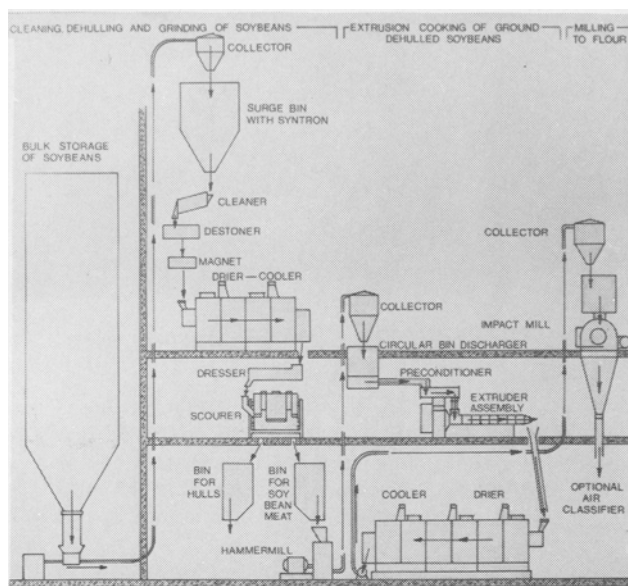 CLEANING, DEHULLING AND GRINDING OF SOYBEANS
EXTRUSION COOKING OF GROUND
DEHULLED SOYBEANS
MILLING
TO FLOUR
COLLECTOR
SURGE BIN
WITH SYNTRON
BULK STORAGE
OF SOYBEANS
CLEANER
DESTONER
MAGNET
DRIER—COOLER
COLLECTOR
COLLECTOR
IMPACT MILL
CIRCULAR BIN DISCHARGER
DRESSER
PRECONDITIONER
SCOURER
EXTRUDER
ASSEMBLY
BIN
FOR
HULLS
BIN
FOR
SOY
BEAN
MEAT
OPTIONAL
AIR
CLASSIFIER
COOLER
DRIER
HAMMERMILL